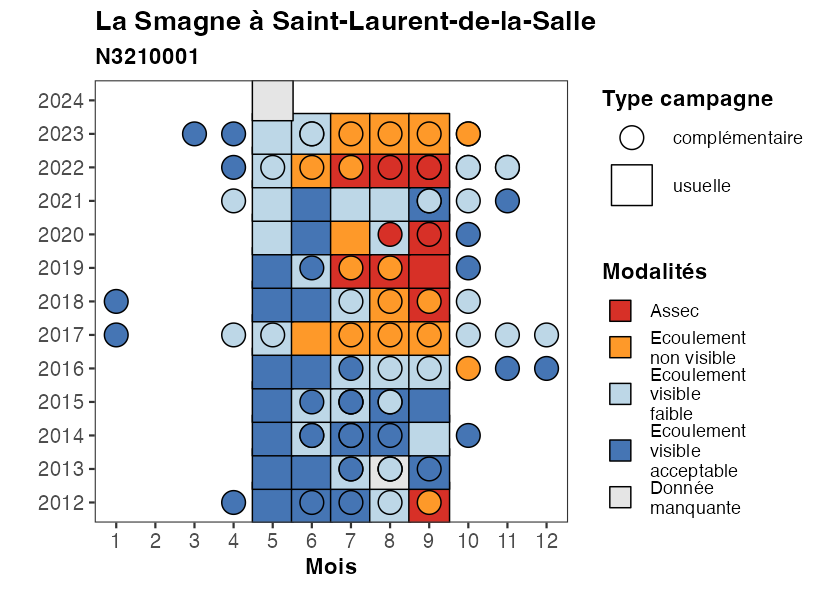 La Smagne à Saint-Laurent-de-la-Salle
N3210001
2024
2023
2022
2021
2020
2019
2018
2017
2016
2015
2014
2013
2012
1 2 3 4 5 6 7 8 9 10 11 12
Mois
Type campagne
complémentaire
usuelle
Modalités
Assec
Ecoulement
non visible
Ecoulement
visible
faible
Ecoulement
visible
acceptable
Donnée
manquante